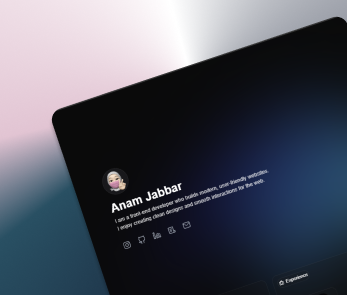 Anam Jabbar
I am a front-end developer who builds modern, user-friendly websites.
I enjoy creating clean designs and smooth interactions for the web.
Experience